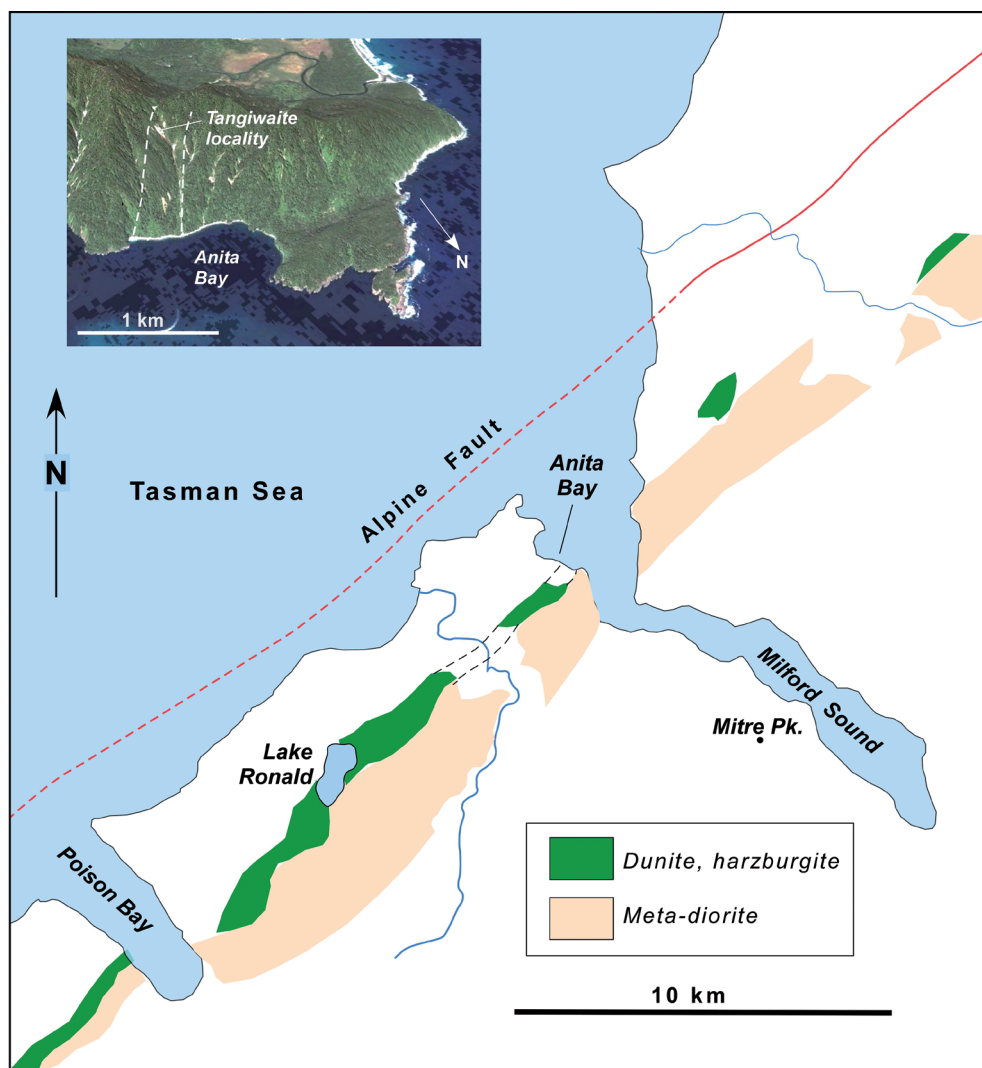 Tangiwaite
locality
Anita
Bay
N
1 km
N
Tasman Sea
Alpine Fault
Anita
Bay
Milford Sound
Mitre Pk.
Lake
Ronald
Poison Bay
Dunite, harzburgite
Meta-diorite
10 km